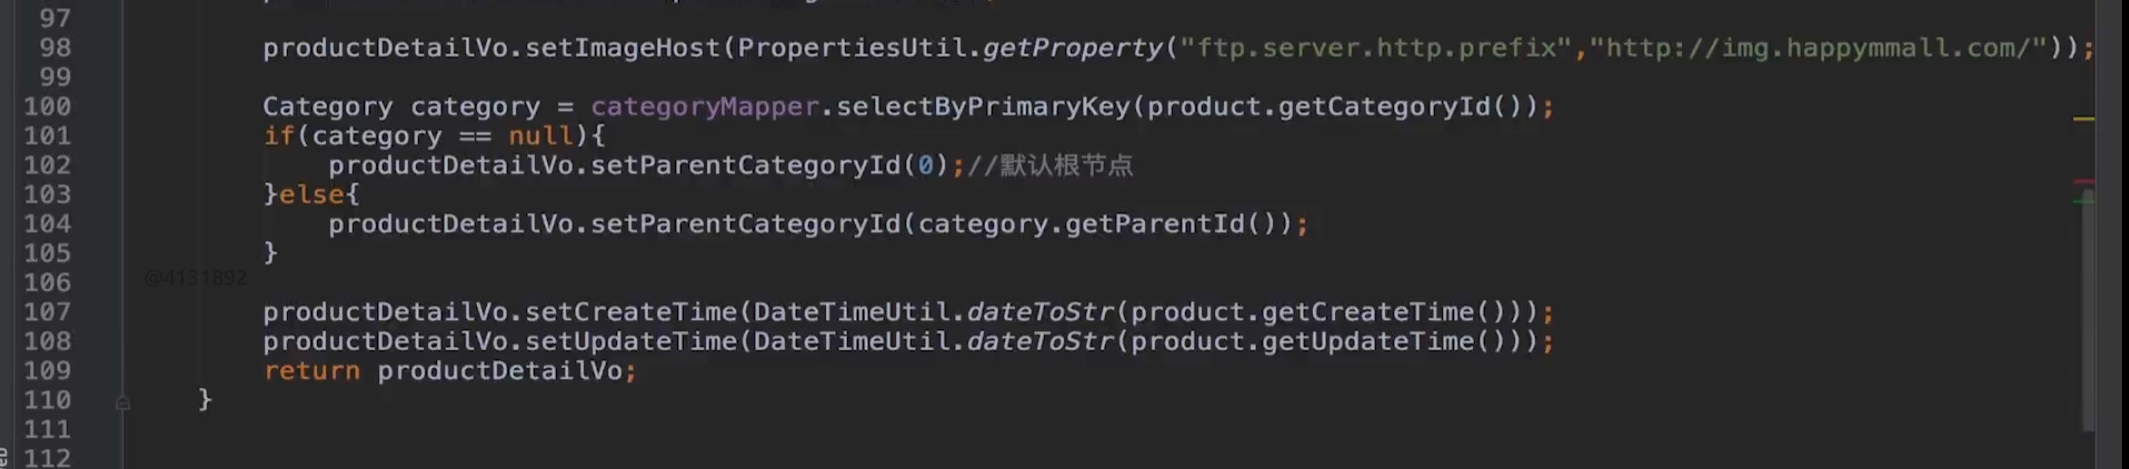 97
98 productDetailVo.setImageHost(PropertiesUtil.getProperty("ftp.server.http.prefix","http://img.happymmall.com/"));
99
100 Category category = categoryMapper.selectByPrimaryKey(product.getCategoryId());
101 if(category == null){
102 productDetailVo.setParentCategoryId(0);//默认根节点
103 }else{
104 productDetailVo.setParentCategoryId(category.getParentId());
105 }
106 @4131892
107 productDetailVo.setCreateTime(DateTimeUtil.dateToStr(product.getCreateTime()));
108 productDetailVo.setUpdateTime(DateTimeUtil.dateToStr(product.getUpdateTime()));
109 return productDetailVo;
110 }
111
112